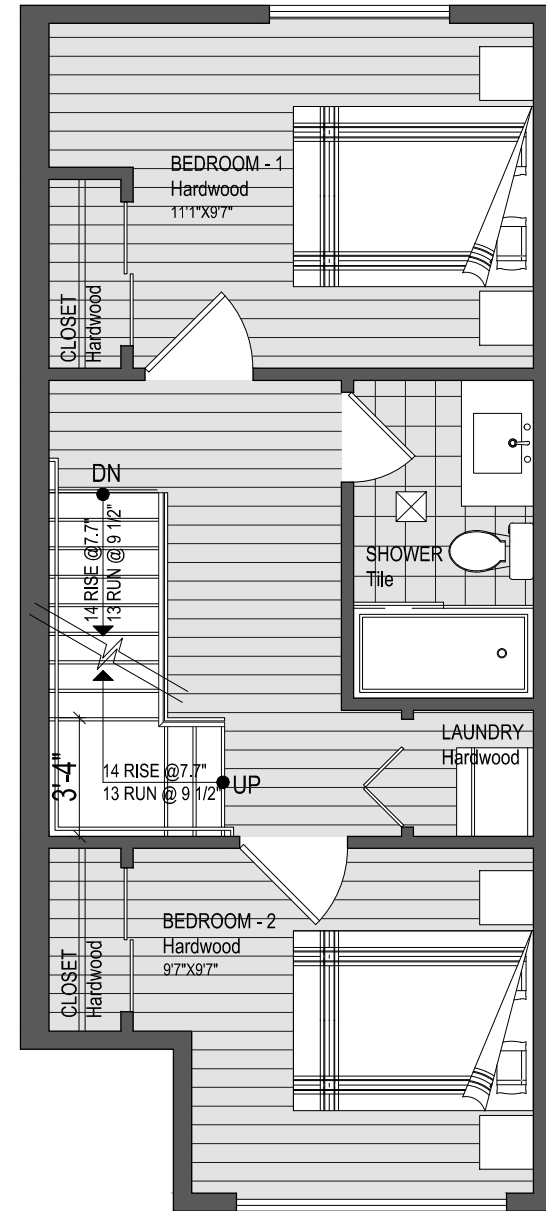 BEDROOM - 1
Hardwood
11'1"X9'7"
CLOSET
Hardwood
DN
14 RISE @7.7"
13 RUN @ 9 1/2"
SHOWER
Tile
LAUNDRY
Hardwood
3'-4"
14 RISE @7.7"
13 RUN @ 9 1/2"
UP
BEDROOM - 2
Hardwood
9'7"X9'7"
CLOSET
Hardwood